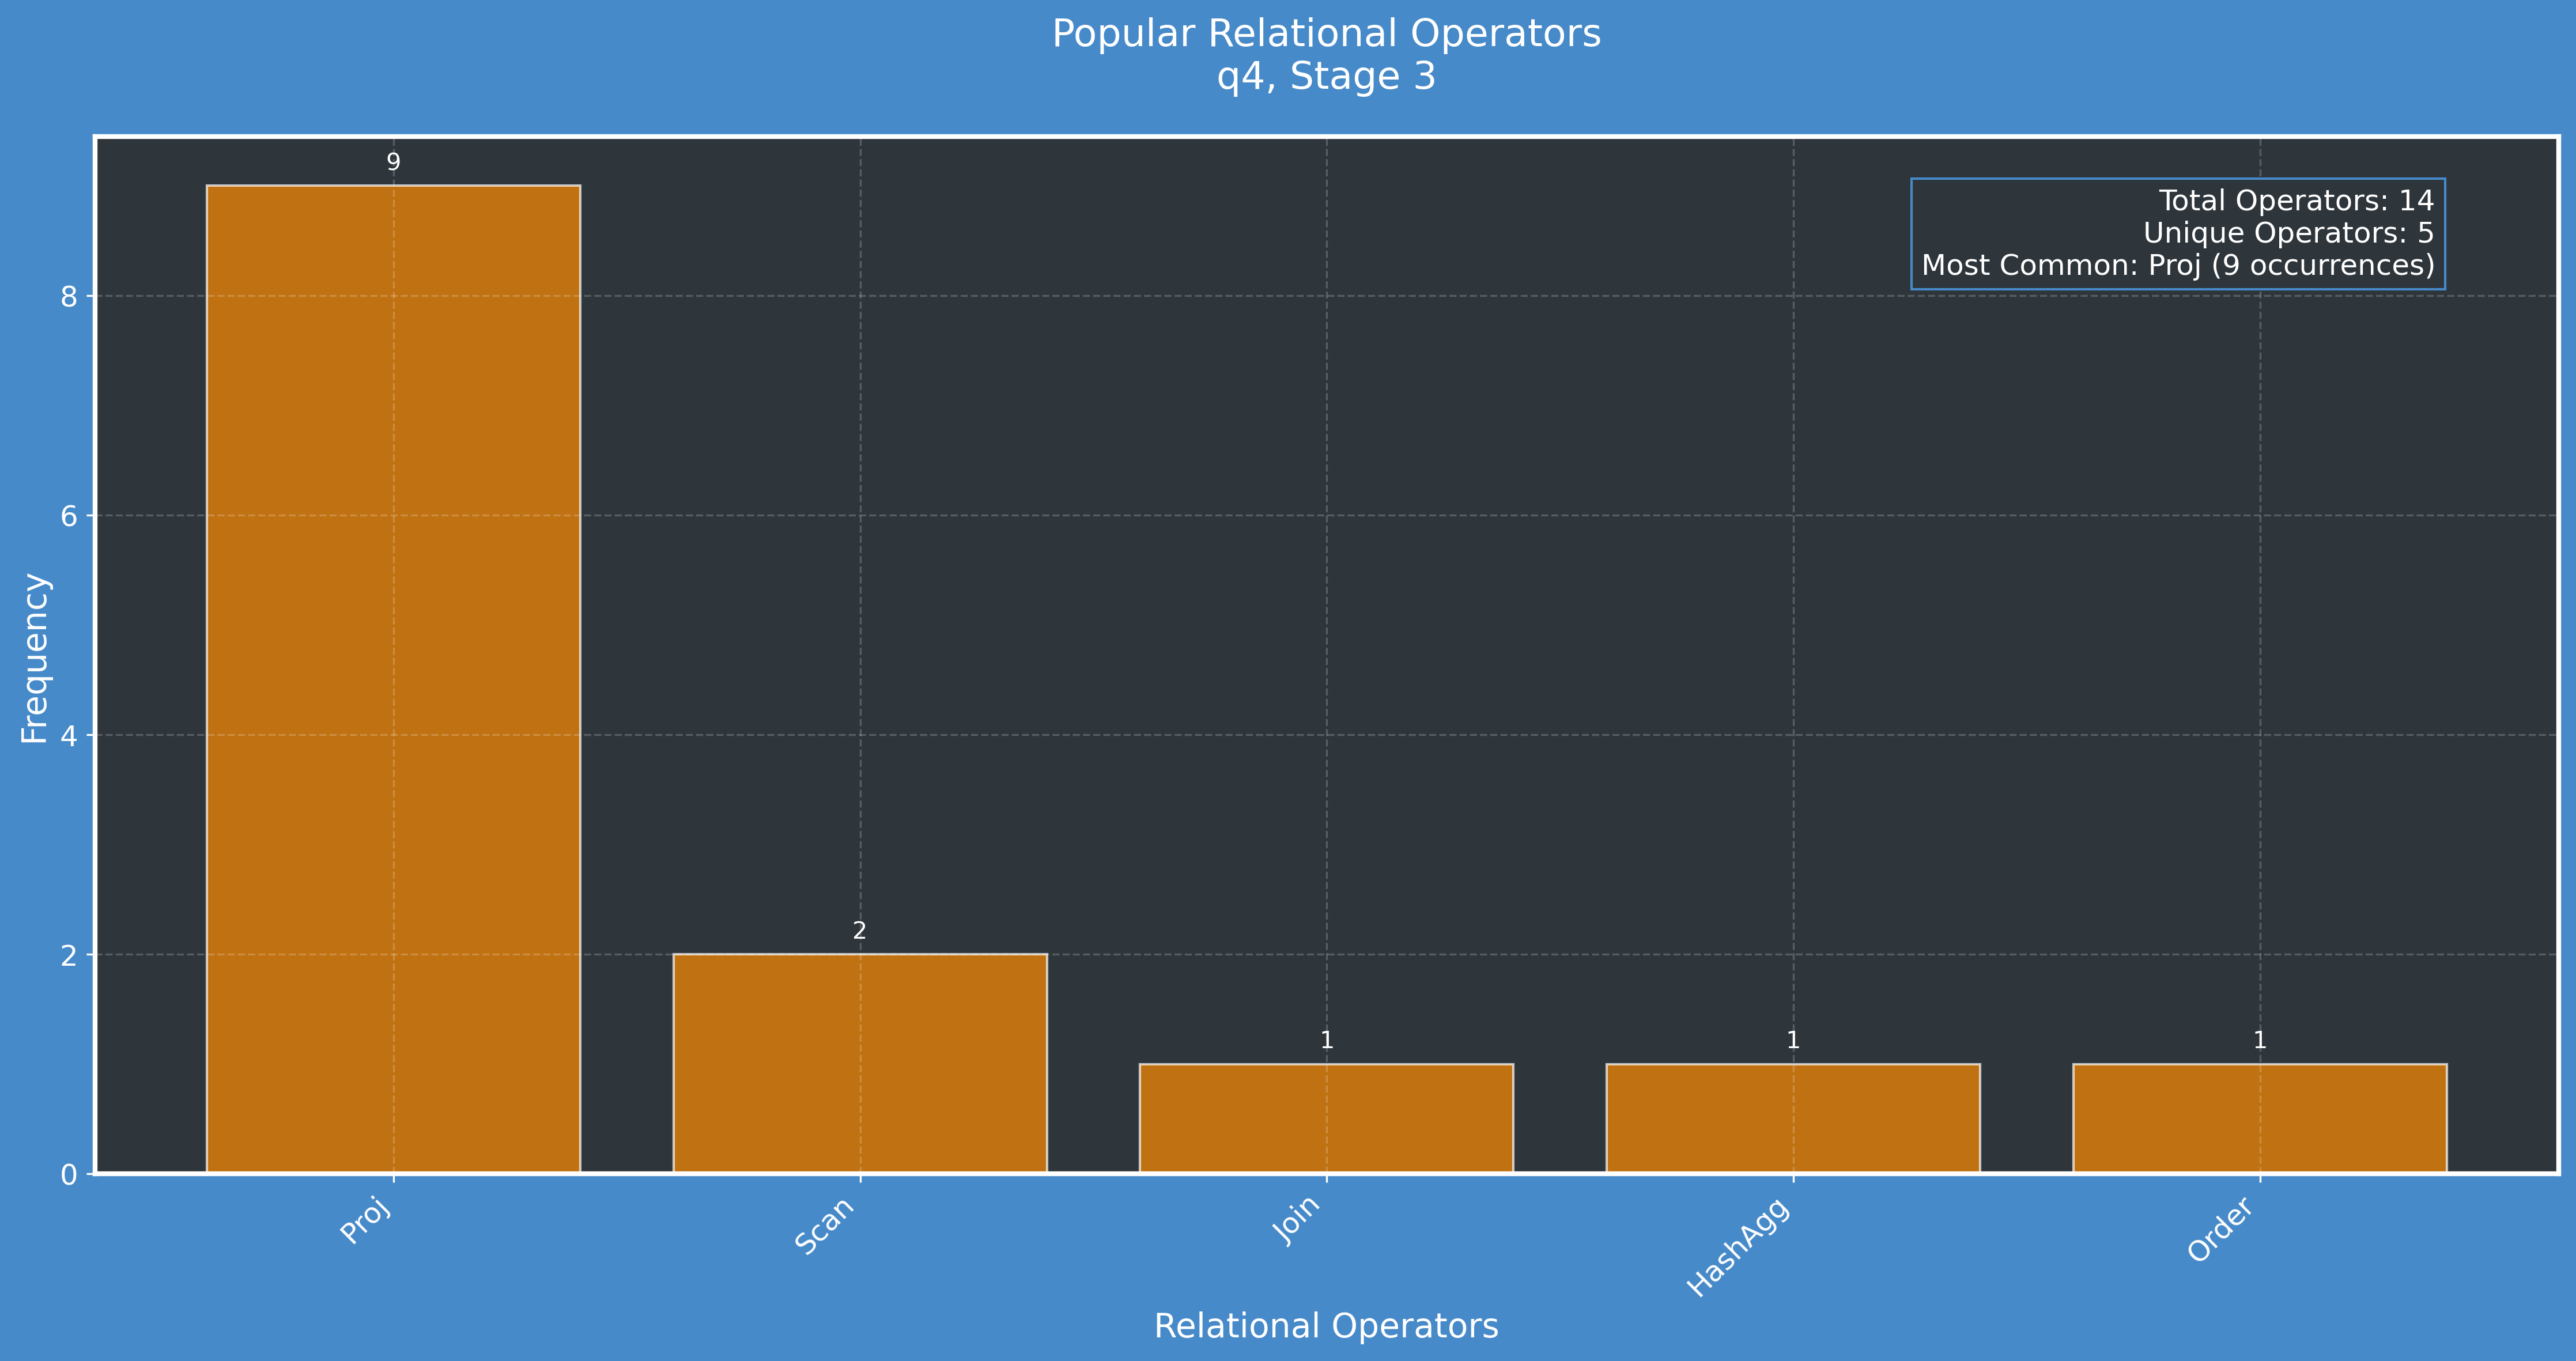 Popular Relational Operators
q4, Stage 3
9
Total Operators: 14
Unique Operators: 5
Most Common: Proj (9 occurrences)
8
6
Frequency
4
2
2
1
1
1
0
Proj
Scan
Join
HashAgg
Order
Relational Operators